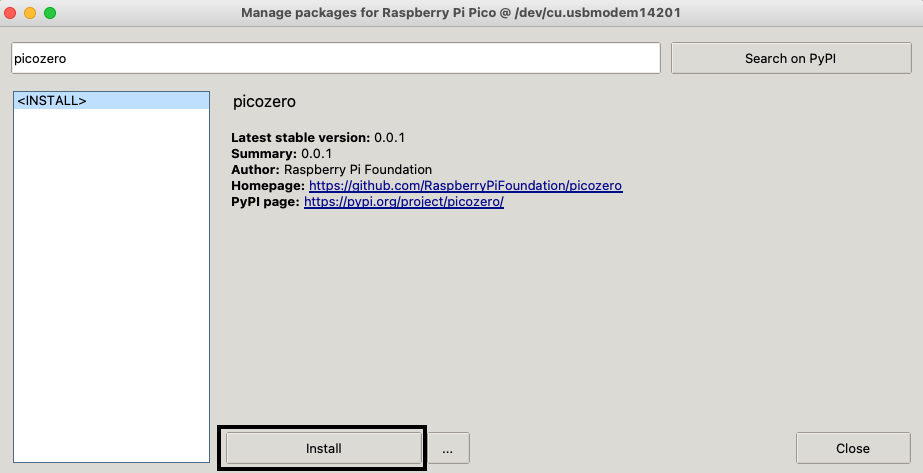 Manage packages for Raspberry Pi Pico @ /dev/cu.usbmodem14201
picozero
Search on PyPI
<INSTALL>
picozero
Latest stable version: 0.0.1
Summary: 0.0.1
Author: Raspberry Pi Foundation
Homepage: https://github.com/RaspberryPiFoundation/picozero
PyPI page: https://pypi.org/project/picozero/
Install
...
Close